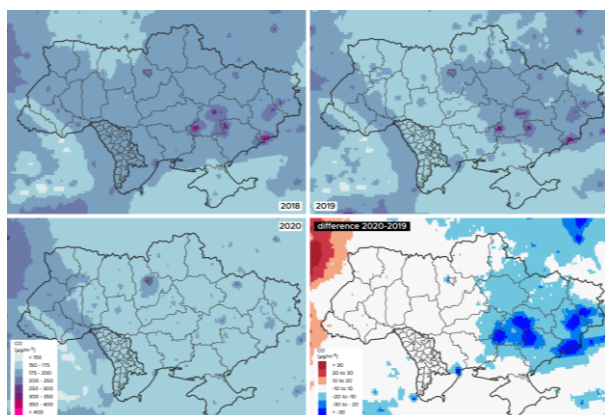 2018
2019
2020
CO
[µg/m⁻³]
< 150
150 - 175
175 - 200
200 - 250
250 - 300
300 - 350
350 - 400
> 400
difference 2020-2019
CO
[µg/m⁻³]
> 30
20 to 30
10 to 20
-10 to 10
-20 to -10
-30 to -20
< -30